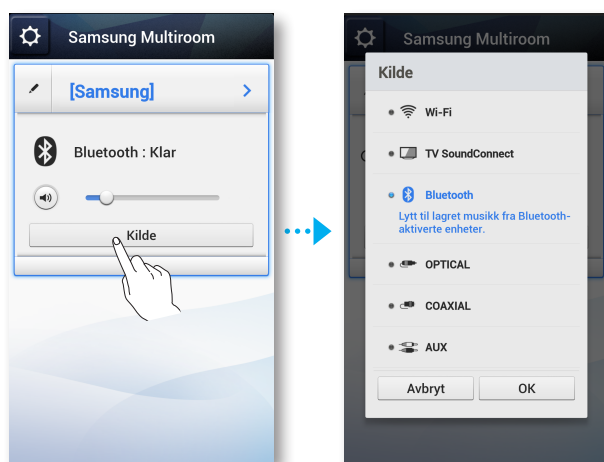 Samsung Multiroom
[Samsung]
Bluetooth : Klar
Kilde
Samsung Multiroom
Kilde
Wi-Fi
TV SoundConnect
Bluetooth
Lytt til lagret musikk fra Bluetooth-
aktiverte enheter.
OPTICAL
COAXIAL
AUX
Avbryt
OK